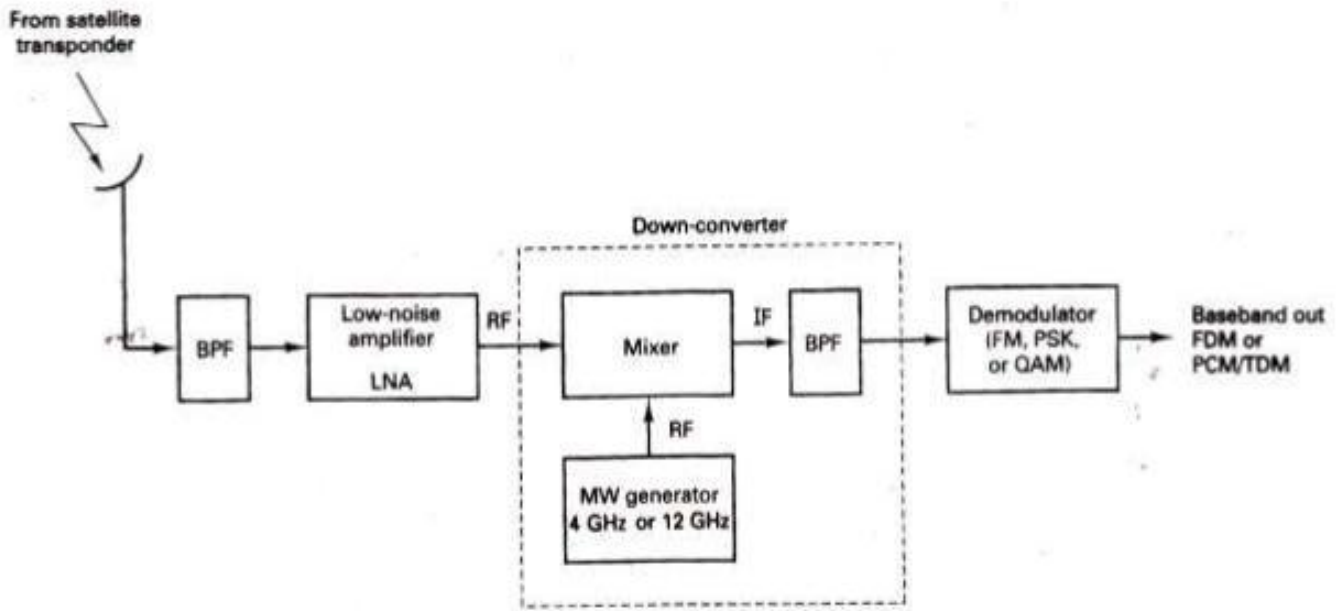 From satellite
transponder
Down-converter
BPF
Low-noise
amplifier
LNA
RF
Mixer
IF
BPF
Demodulator
(FM, PSK,
or QAM)
Baseband out
FDM or
PCM/TDM
RF
MW generator
4 GHz or 12 GHz